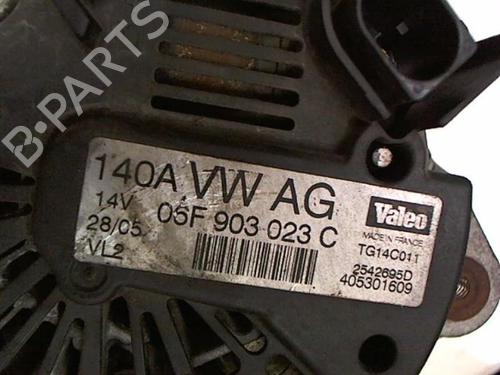 B-PARTS
140A VW AG
14V 06F 903 023 C
28/05
VL2
Valeo
MADE IN FRANCE
TG14C011
2542695D
405301609